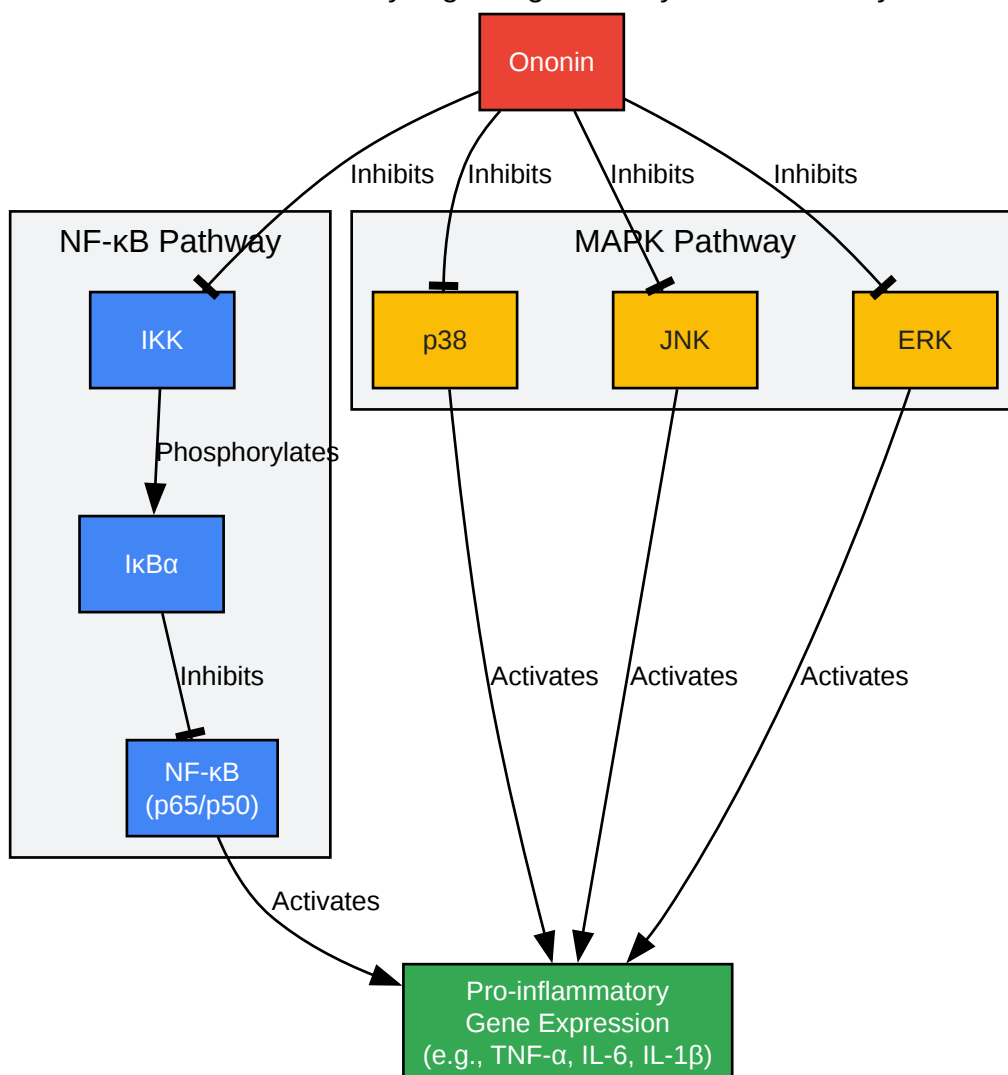 Ononin
Inhibits
Inhibits
Inhibits
Inhibits
NF-κB Pathway
MAPK Pathway
IKK
p38
JNK
ERK
Phosphorylates
IκBα
Inhibits
Activates
Activates
Activates
NF-κB
(p65/p50)
Activates
Pro-inflammatory
Gene Expression
(e.g., TNF-α, IL-6, IL-1β)